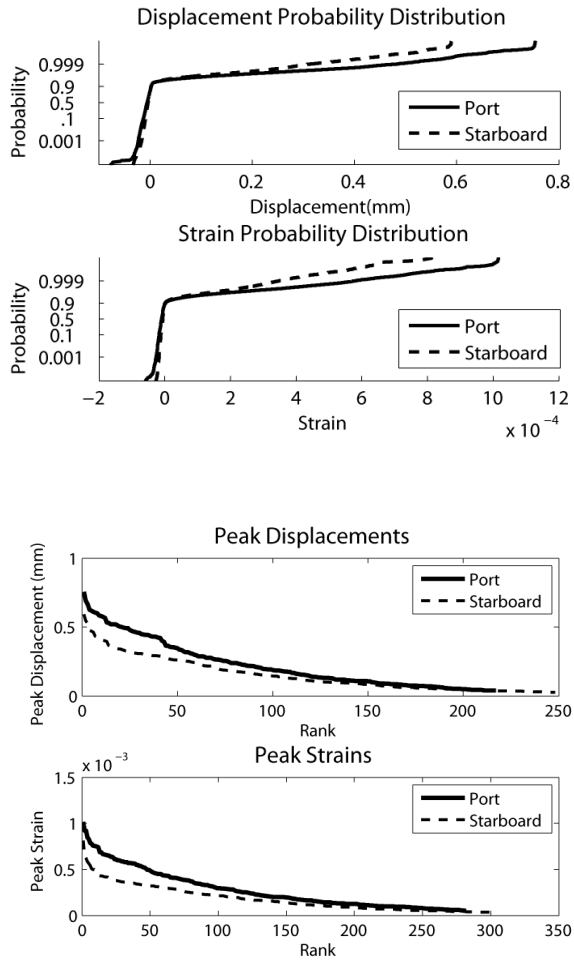 Displacement Probability Distribution
Probability
0.999
0.9
0.5
.1
0.001
Port
Starboard
0 0.2 0.4 0.6 0.8
Displacement(mm)
Strain Probability Distribution
Probability
0.999
0.9
0.5
0.1
0.001
Port
Starboard
−2 0 2 4 6 8 10 12
Strain
x 10 −4
Peak Displacements
Peak Displacement (mm)
1
0.5
0
Port
Starboard
0 50 100 150 200 250
Rank
x 10 −3
Peak Strains
Peak Strain
1.5
1
0.5
0
Port
Starboard
0 50 100 150 200 250 300 350
Rank